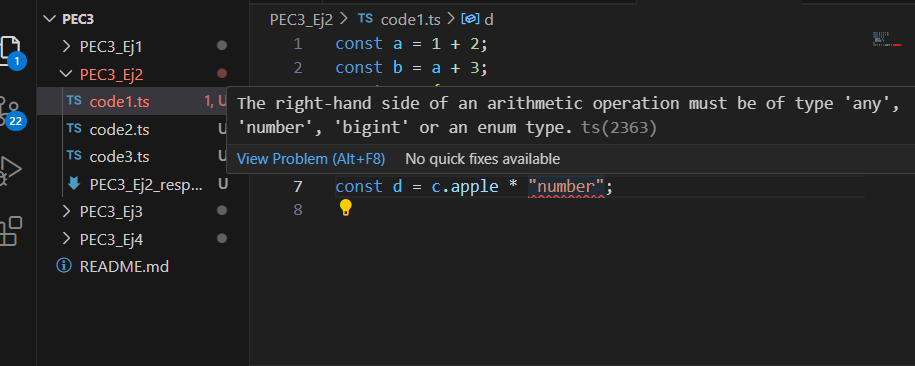 PEC3
PEC3_Ej1
PEC3_Ej2
TS code1.ts 1, U
TS code2.ts U
TS code3.ts U
PEC3_Ej2_resp... U
PEC3_Ej3
PEC3_Ej4
README.md
1
22
PEC3_Ej2 > TS code1.ts > d
1 const a = 1 + 2;
2 const b = a + 3;
The right-hand side of an arithmetic operation must be of type 'any',
'number', 'bigint' or an enum type. ts(2363)
View Problem (Alt+F8) No quick fixes available
7 const d = c.apple * "number";
8